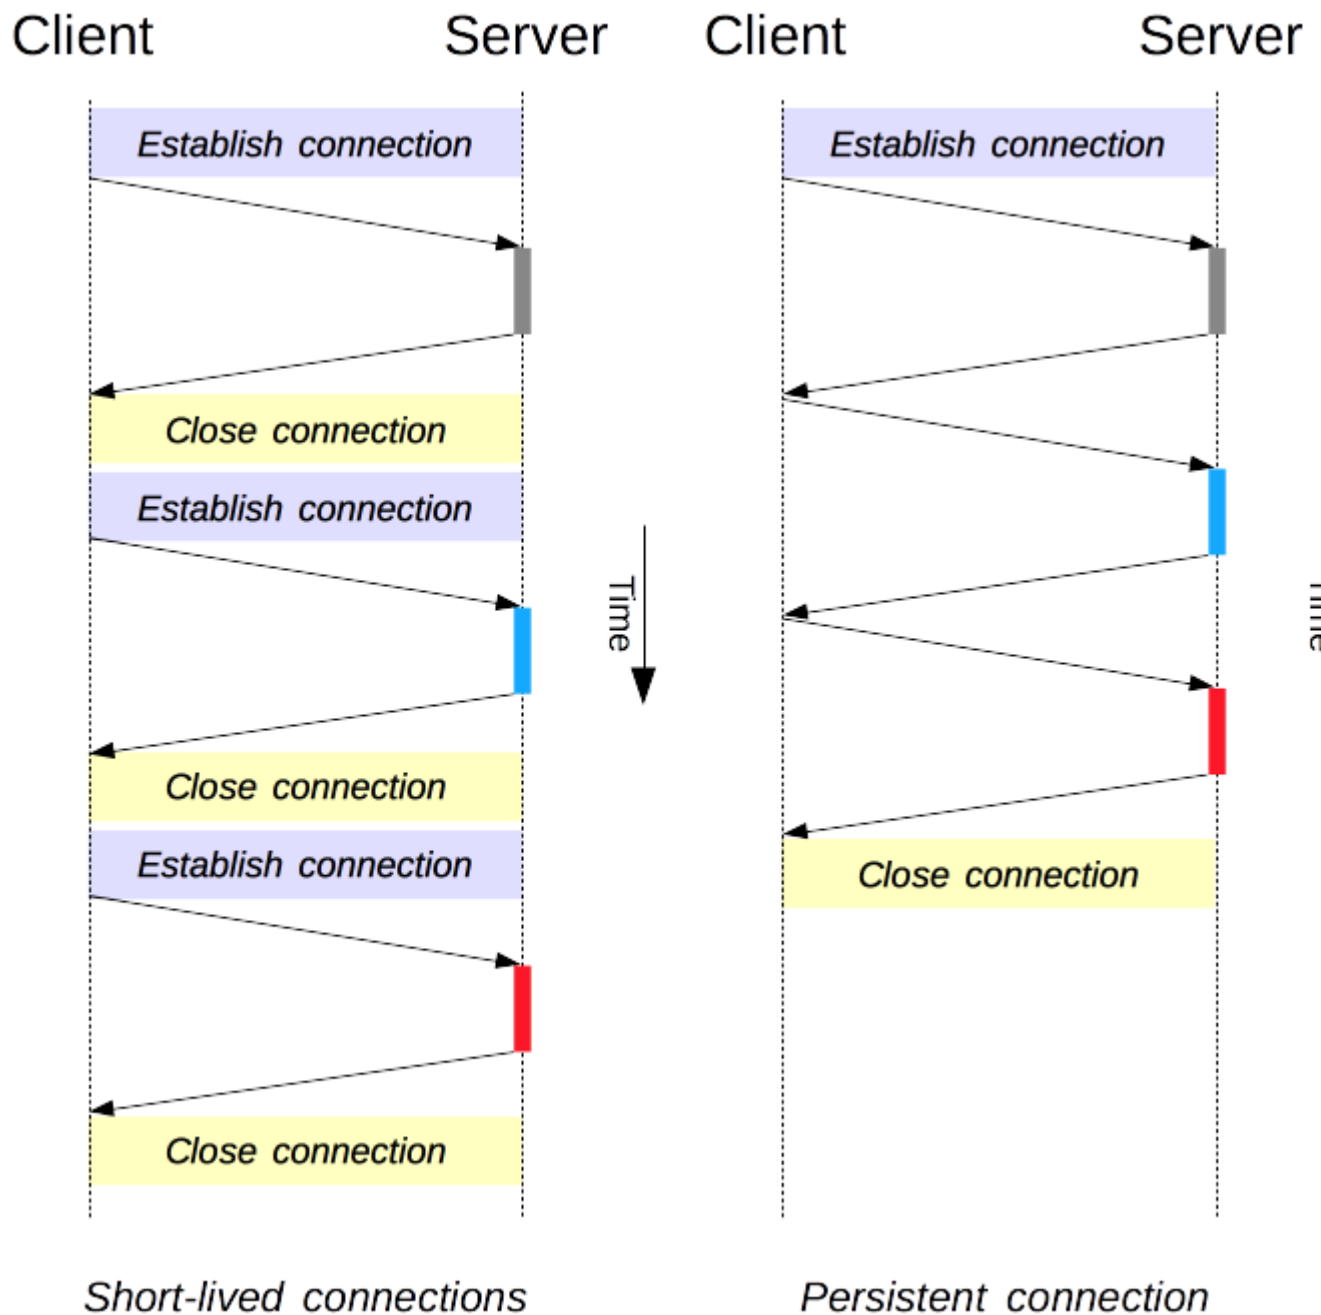 Client
Server
Establish connection
Close connection
Establish connection
Close connection
Establish connection
Close connection
Short-lived connections
Time
Client
Server
Establish connection
Close connection
Persistent connection